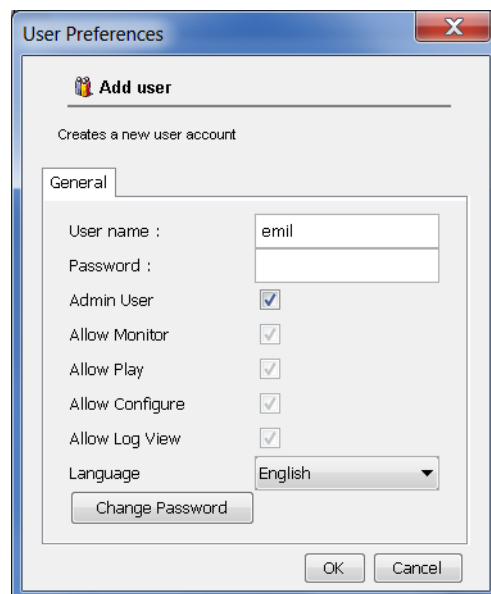 User Preferences
Add user
Creates a new user account
General
User name :
emil
Password :
Admin User
Allow Monitor
Allow Play
Allow Configure
Allow Log View
Language
English
Change Password
OK
Cancel